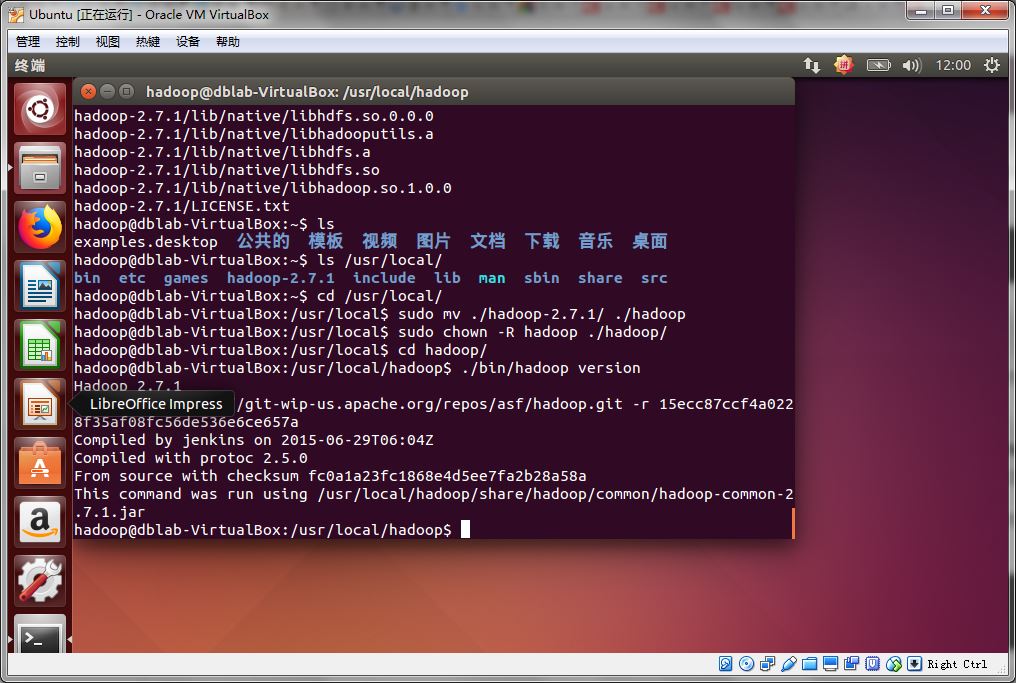 Ubuntu [正在运行] - Oracle VM VirtualBox
管理 控制 视图 热键 设备 帮助
终端 拼 12:00
hadoop@dblab-VirtualBox: /usr/local/hadoop
hadoop-2.7.1/lib/native/libhdfs.so.0.0.0
hadoop-2.7.1/lib/native/libhadooputils.a
hadoop-2.7.1/lib/native/libhdfs.a
hadoop-2.7.1/lib/native/libhdfs.so
hadoop-2.7.1/lib/native/libhadoop.so.1.0.0
hadoop-2.7.1/LICENSE.txt
hadoop@dblab-VirtualBox:~$ ls
examples.desktop 公共的 模板 视频 图片 文档 下载 音乐 桌面
hadoop@dblab-VirtualBox:~$ ls /usr/local/
bin etc games hadoop-2.7.1 include lib man sbin share src
hadoop@dblab-VirtualBox:~$ cd /usr/local/
hadoop@dblab-VirtualBox:/usr/local$ sudo mv ./hadoop-2.7.1/ ./hadoop
hadoop@dblab-VirtualBox:/usr/local$ sudo chown -R hadoop ./hadoop/
hadoop@dblab-VirtualBox:/usr/local$ cd hadoop/
hadoop@dblab-VirtualBox:/usr/local/hadoop$ ./bin/hadoop version
Hadoop 2.7.1
LibreOffice Impress /git-wip-us.apache.org/repos/asf/hadoop.git -r 15ecc87ccf4a022
8f35af08fc56de536e6ce657a
Compiled by jenkins on 2015-06-29T06:04Z
Compiled with protoc 2.5.0
From source with checksum fc0a1a23fc1868e4d5ee7fa2b28a58a
This command was run using /usr/local/hadoop/share/hadoop/common/hadoop-common-2
.7.1.jar
hadoop@dblab-VirtualBox:/usr/local/hadoop$
Right Ctrl